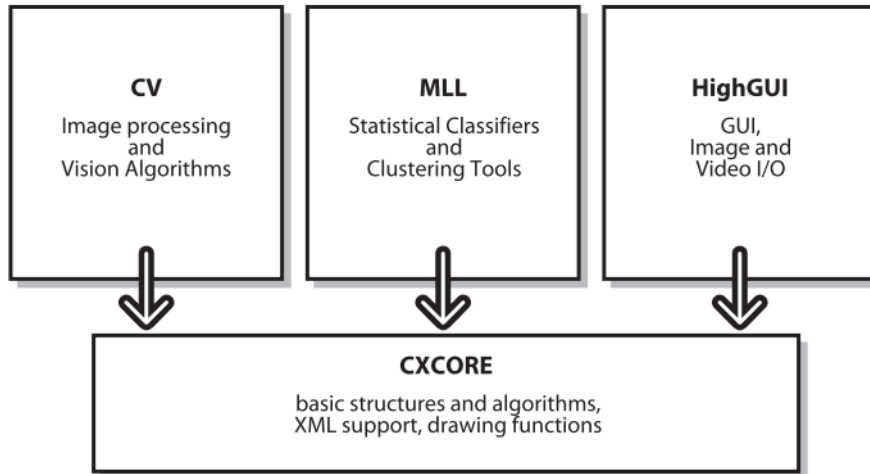 CV
Image processing
and
Vision Algorithms
MLL
Statistical Classifiers
and
Clustering Tools
HighGUI
GUI,
Image and
Video I/O
CXCORE
basic structures and algorithms,
XML support, drawing functions